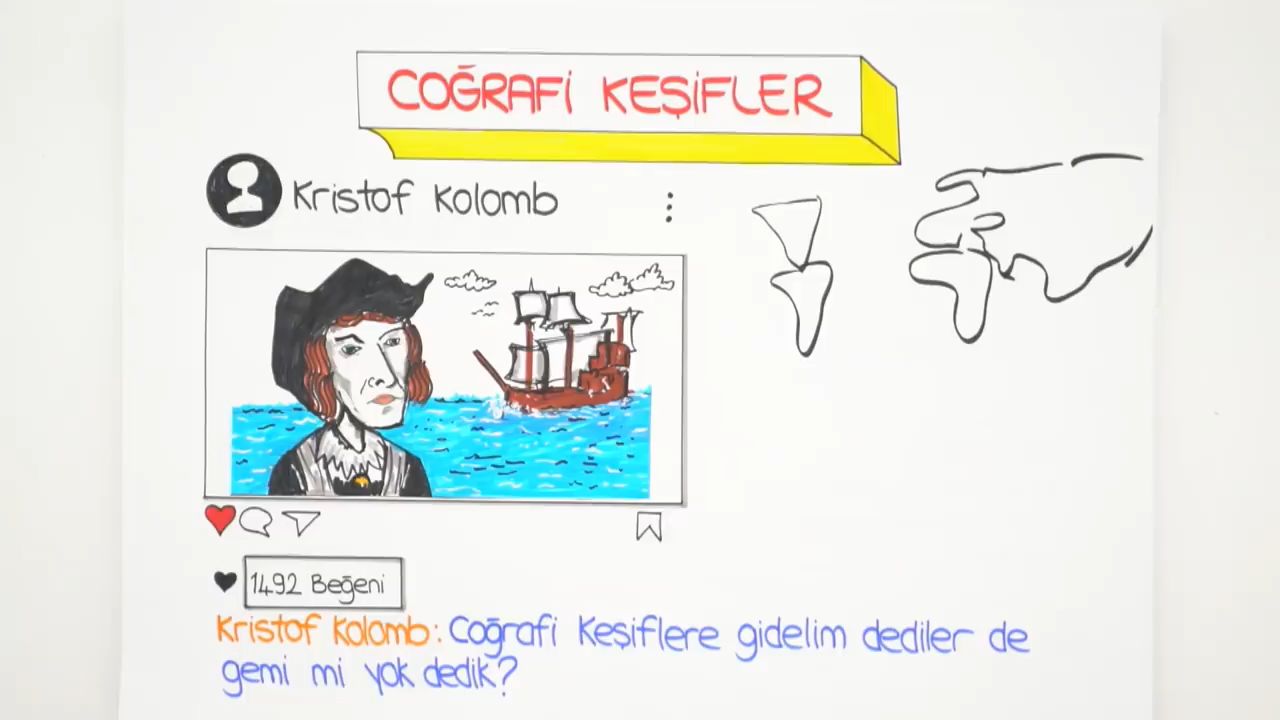 COĞRAFİ KEŞİFLER
Kristof Kolomb
1492 Beğeni
Kristof Kolomb: Coğrafi Keşiflere gidelim dediler de
gemi mi yok dedik?